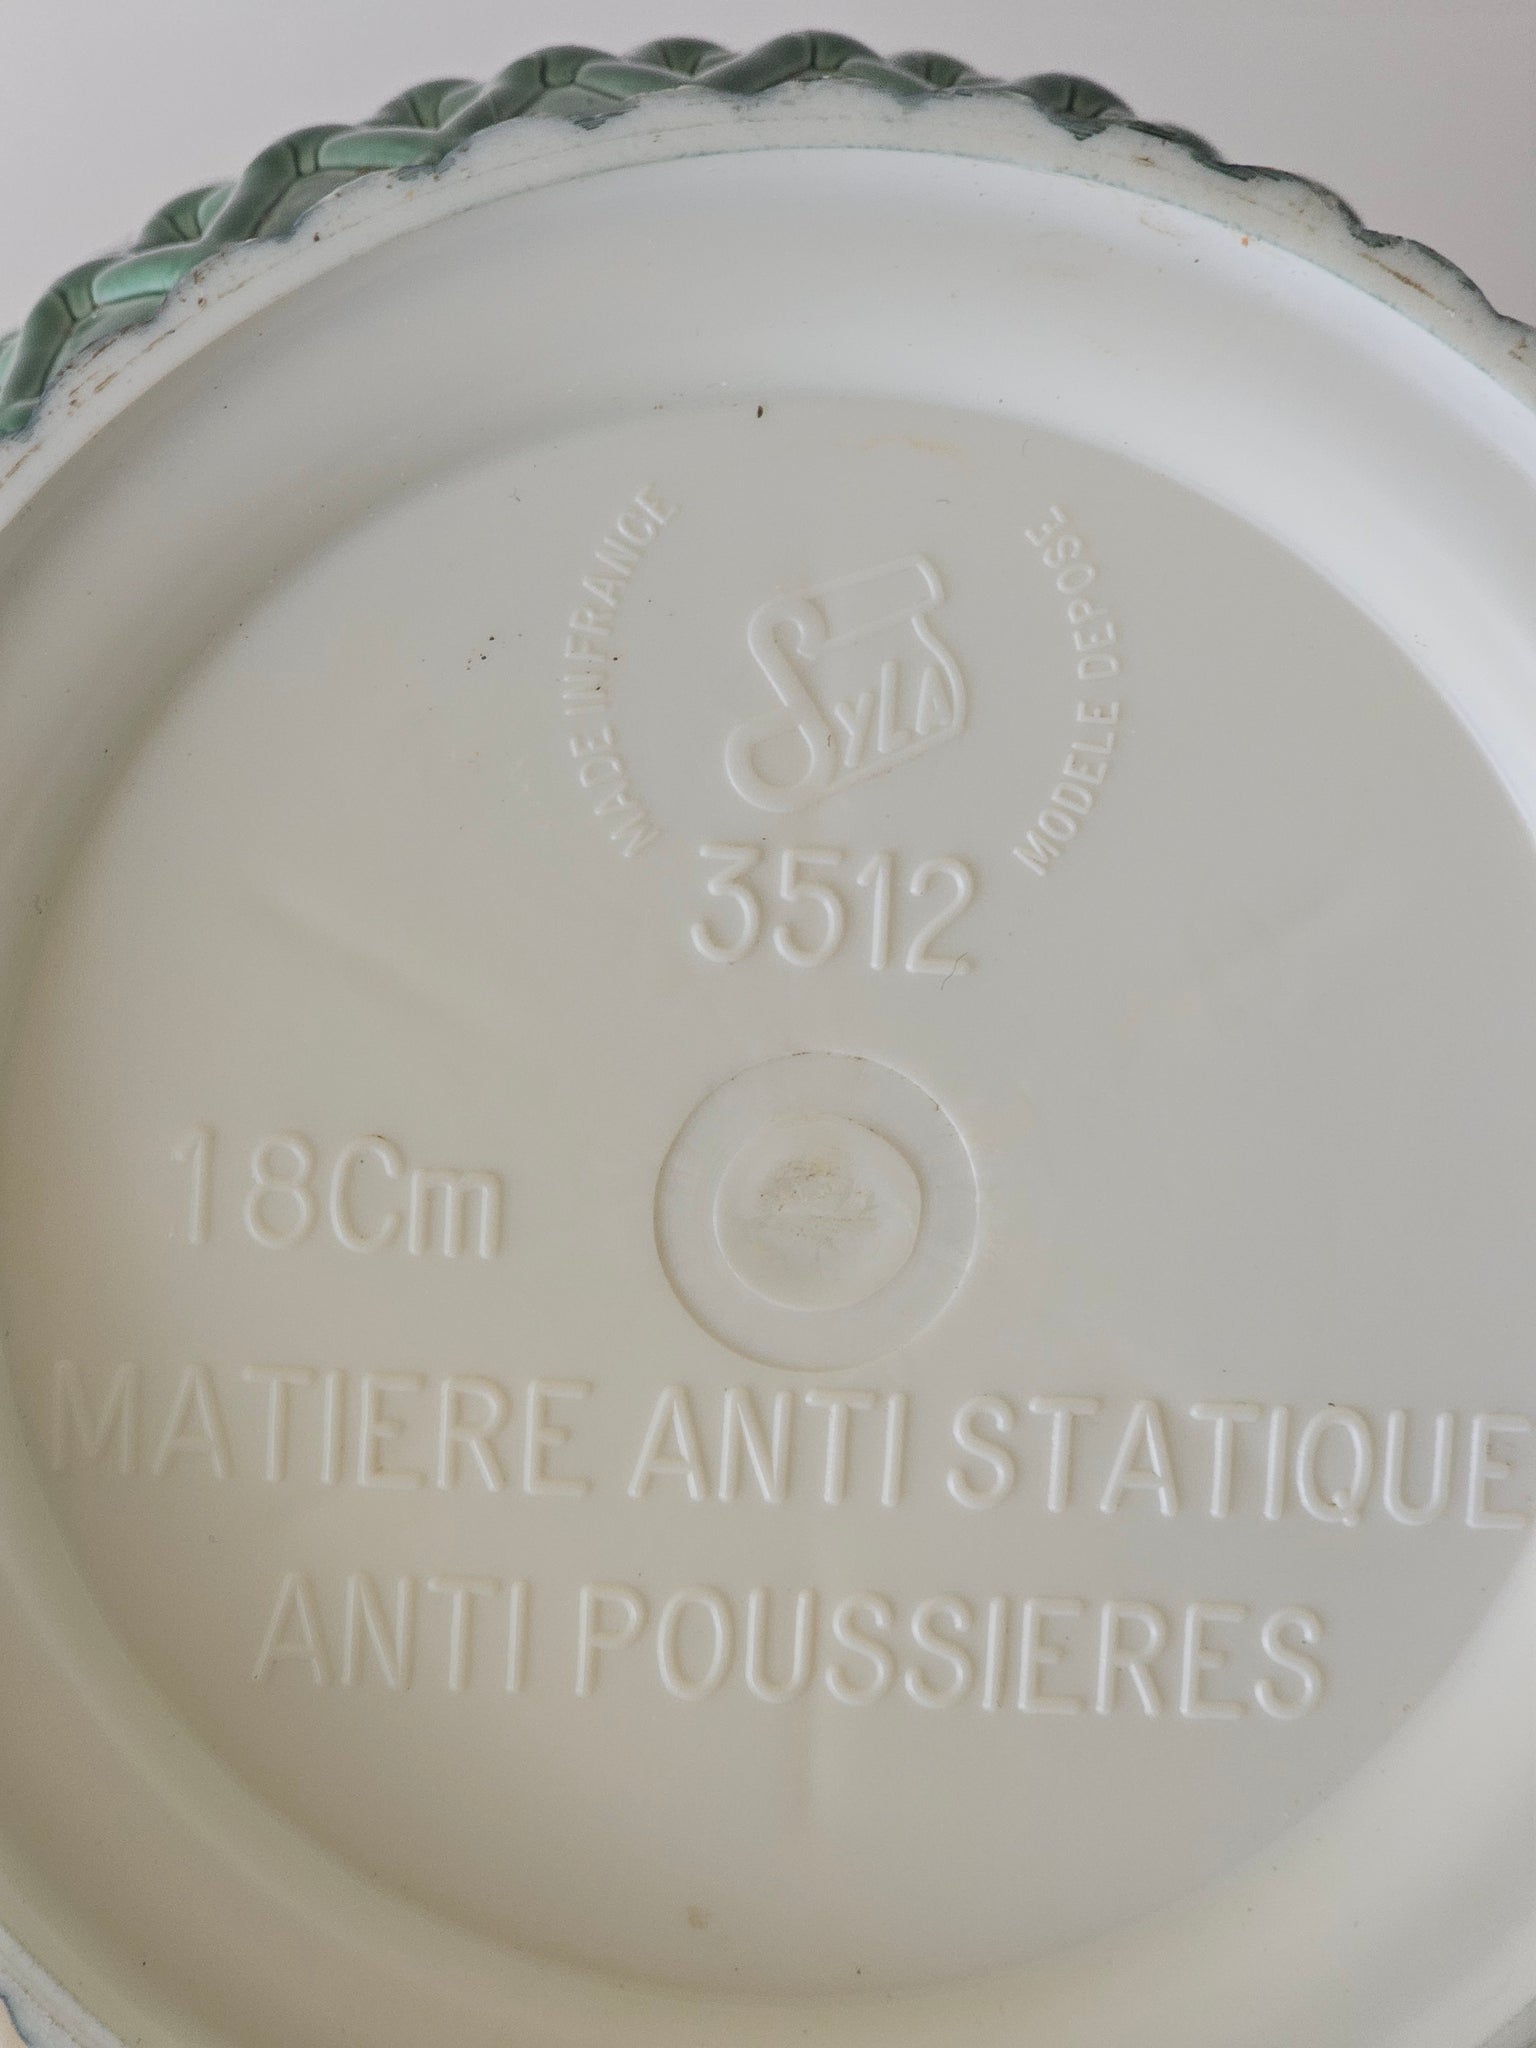 MADE IN FRANCE
SYLA
MODELE DEPOSE
3512
18Cm
MATIERE ANTI STATIQUE
ANTI POUSSIERES